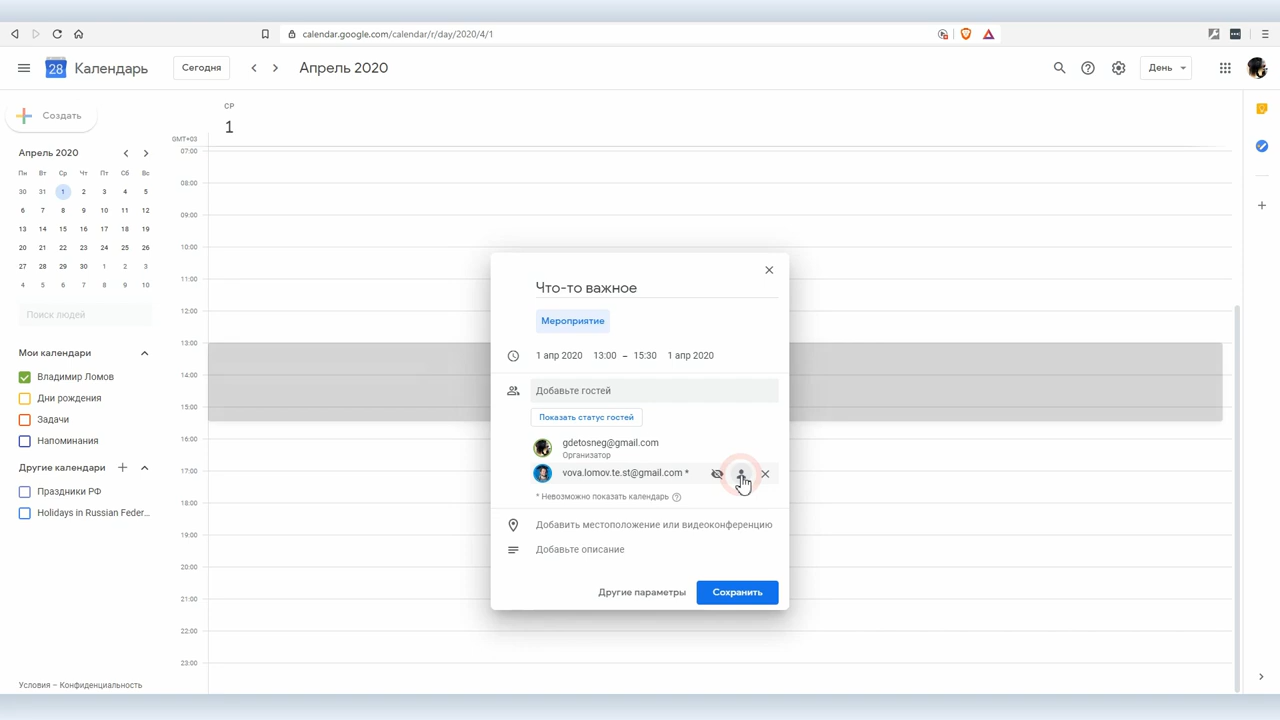 calendar.google.com/calendar/r/day/2020/4/1
28 Календарь Сегодня Апрель 2020 День
Создать
СР
1
GMT+03
Апрель 2020
Пн Вт Ср Чт Пт Сб Вс
30 31 1 2 3 4 5
6 7 8 9 10 11 12
13 14 15 16 17 18 19
20 21 22 23 24 25 26
27 28 29 30 1 2 3
4 5 6 7 8 9 10
Поиск людей
Мои календари
Владимир Ломов
Дни рождения
Задачи
Напоминания
Другие календари
Праздники РФ
Holidays in Russian Feder...
Условия – Конфиденциальность
07:00
08:00
09:00
10:00
11:00
12:00
13:00
14:00
15:00
16:00
17:00
18:00
19:00
20:00
21:00
22:00
23:00
Что-то важное
Мероприятие
1 апр 2020 13:00 – 15:30 1 апр 2020
Добавьте гостей
Показать статус гостей
gdetosneg@gmail.com
Организатор
vova.lomov.te.st@gmail.com *
* Невозможно показать календарь
Добавить местоположение или видеоконференцию
Добавьте описание
Другие параметры Сохранить